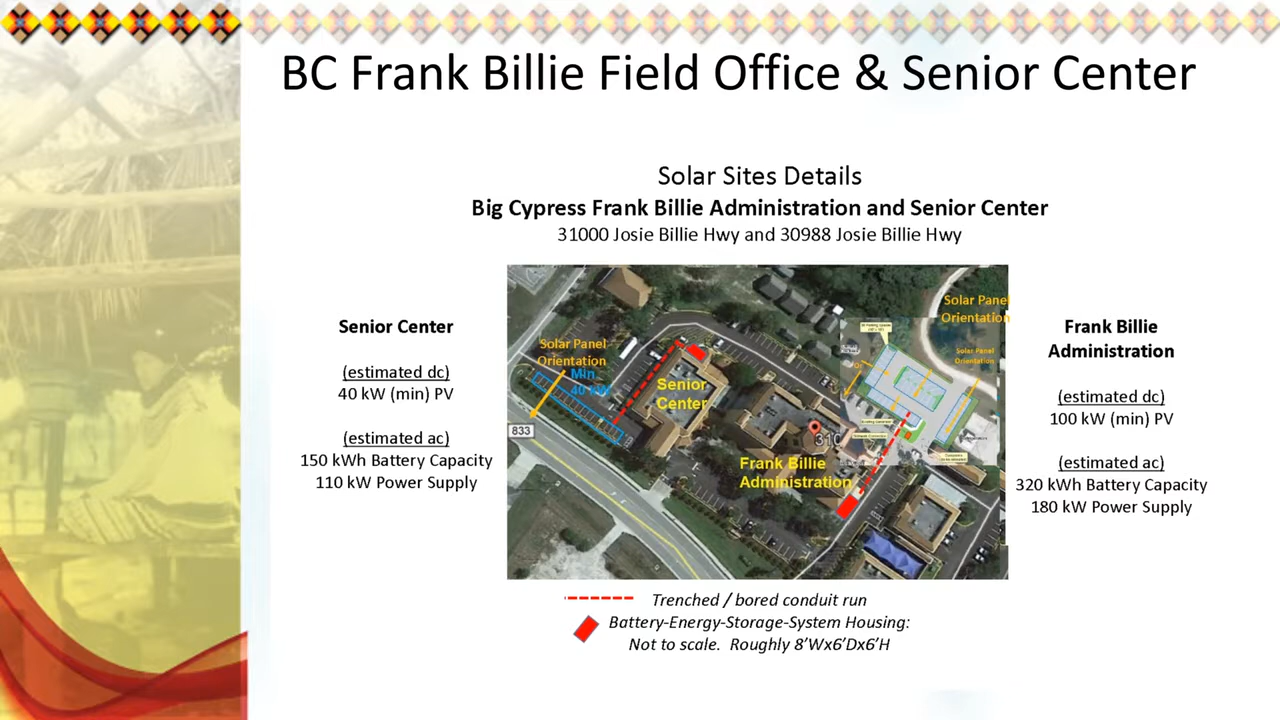 BC Frank Billie Field Office & Senior Center
Solar Sites Details
Big Cypress Frank Billie Administration and Senior Center
31000 Josie Billie Hwy and 30988 Josie Billie Hwy
Senior Center
(estimated dc)
40 kW (min) PV
(estimated ac)
150 kWh Battery Capacity
110 kW Power Supply
Solar Panel
Orientation
Min
40 kW
833
Senior
Center
310
Frank Billie
Administration
Solar Panel
Orientation
Solar Panel
Orientation
Frank Billie
Administration
(estimated dc)
100 kW (min) PV
(estimated ac)
320 kWh Battery Capacity
180 kW Power Supply
Trenched / bored conduit run
Battery-Energy-Storage-System Housing:
Not to scale. Roughly 8’Wx6’Dx6’H